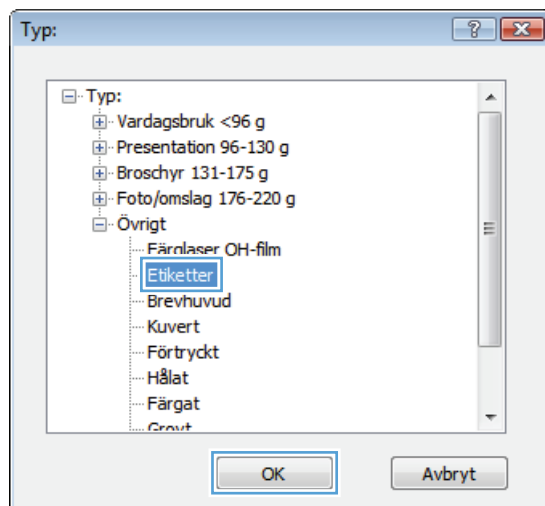 Typ:
Typ:
Vardagsbruk <96 g
Presentation 96-130 g
Broschyr 131-175 g
Foto/omslag 176-220 g
Övrigt
Färglaser OH-film
Etiketter
Brevhuvud
Kuvert
Förtryckt
Hålat
Färgat
Grovt
OK Avbryt